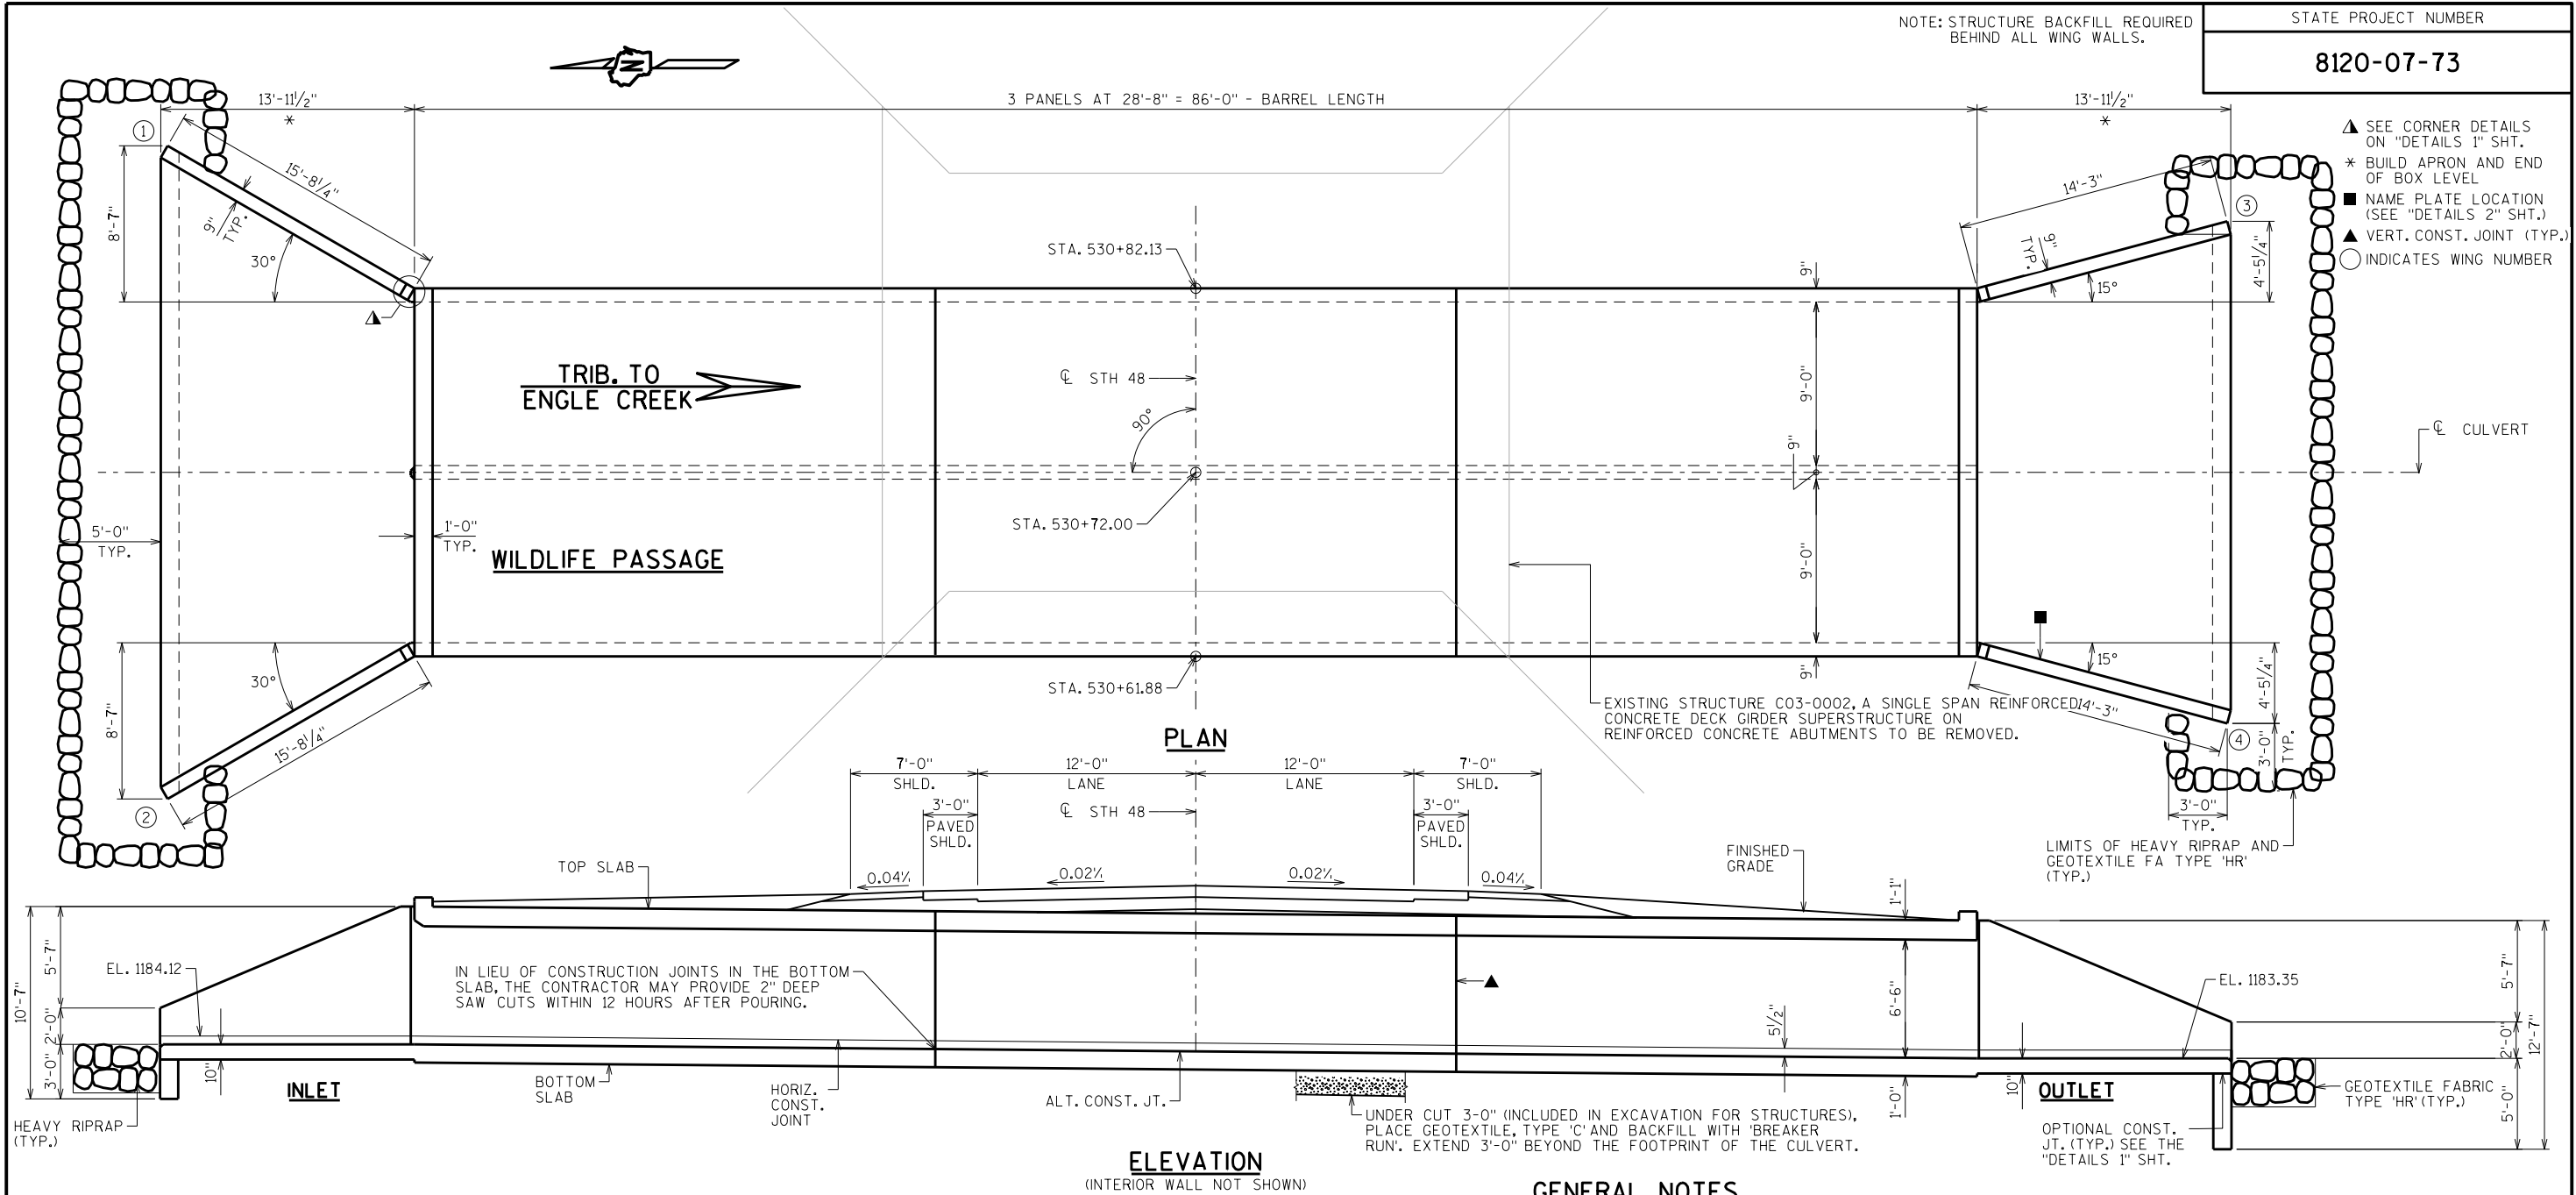 NOTE: STRUCTURE BACKFILL REQUIRED
BEHIND ALL WING WALLS.
STATE PROJECT NUMBER
8120-07-73
N
13'-11½"
*
3 PANELS AT 28'-8" = 86'-0" - BARREL LENGTH
13'-11½"
*
SEE CORNER DETAILS
ON "DETAILS 1" SHT.
* BUILD APRON AND END
OF BOX LEVEL
■ NAME PLATE LOCATION
(SEE "DETAILS 2" SHT.)
▲ VERT. CONST. JOINT (TYP.)
INDICATES WING NUMBER
1
15'-8¼"
8'-7"
9"
TYP.
30°
14'-3"
3
9"
TYP.
15°
4'-5¼"
STA. 530+82.13
9"
TRIB. TO
ENGLE CREEK
℄ STH 48
90°
9'-0"
9"
℄ CULVERT
STA. 530+72.00
5'-0"
TYP.
1'-0"
TYP.
WILDLIFE PASSAGE
9'-0"
30°
8'-7"
15'-8¼"
2
STA. 530+61.88
9"
15°
4'-5¼"
14'-3"
4
3'-0"
TYP.
3'-0"
TYP.
EXISTING STRUCTURE C03-0002, A SINGLE SPAN REINFORCED
CONCRETE DECK GIRDER SUPERSTRUCTURE ON
REINFORCED CONCRETE ABUTMENTS TO BE REMOVED.
PLAN
7'-0"
SHLD.
12'-0"
LANE
12'-0"
LANE
7'-0"
SHLD.
3'-0"
PAVED
SHLD.
℄ STH 48
3'-0"
PAVED
SHLD.
LIMITS OF HEAVY RIPRAP AND
GEOTEXTILE FA TYPE 'HR'
(TYP.)
TOP SLAB
0.04%
0.02%
0.02%
0.04%
FINISHED
GRADE
1'-1"
10'-7"
5'-7"
2'-0"
3'-0"
EL. 1184.12
IN LIEU OF CONSTRUCTION JOINTS IN THE BOTTOM
SLAB, THE CONTRACTOR MAY PROVIDE 2" DEEP
SAW CUTS WITHIN 12 HOURS AFTER POURING.
▲
6'-6"
5½"
EL. 1183.35
5'-7"
2'-0"
12'-7"
5'-0"
10"
INLET
BOTTOM
SLAB
HORIZ.
CONST.
JOINT
ALT. CONST. JT.
1'-0"
10"
OUTLET
GEOTEXTILE FABRIC
TYPE 'HR' (TYP.)
HEAVY RIPRAP
(TYP.)
UNDER CUT 3-0" (INCLUDED IN EXCAVATION FOR STRUCTURES),
PLACE GEOTEXTILE, TYPE 'C' AND BACKFILL WITH 'BREAKER
RUN'. EXTEND 3'-0" BEYOND THE FOOTPRINT OF THE CULVERT.
OPTIONAL CONST.
JT. (TYP.) SEE THE
"DETAILS 1" SHT.
ELEVATION
(INTERIOR WALL NOT SHOWN)
GENERAL NOTES